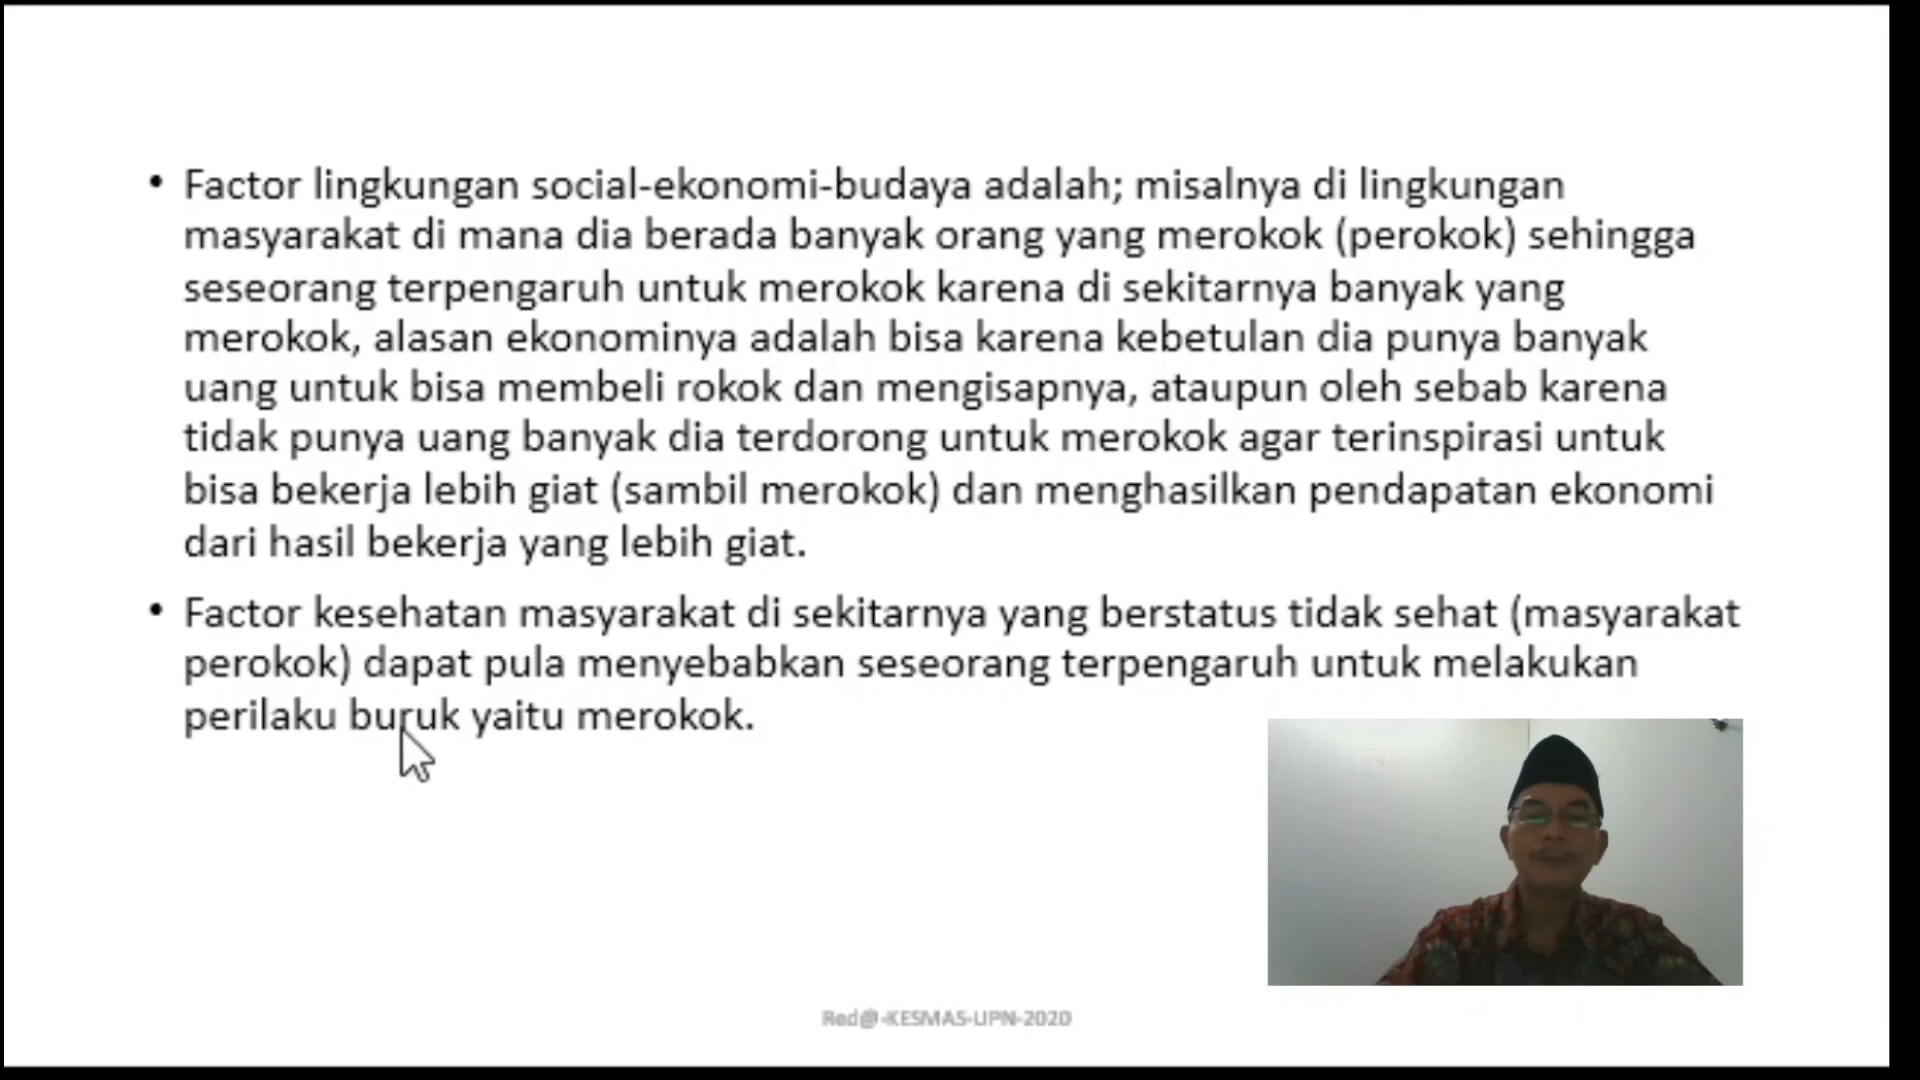 • Factor lingkungan social-ekonomi-budaya adalah; misalnya di lingkungan
masyarakat di mana dia berada banyak orang yang merokok (perokok) sehingga
seseorang terpengaruh untuk merokok karena di sekitarnya banyak yang
merokok, alasan ekonominya adalah bisa karena kebetulan dia punya banyak
uang untuk bisa membeli rokok dan mengisapnya, ataupun oleh sebab karena
tidak punya uang banyak dia terdorong untuk merokok agar terinspirasi untuk
bisa bekerja lebih giat (sambil merokok) dan menghasilkan pendapatan ekonomi
dari hasil bekerja yang lebih giat.
• Factor kesehatan masyarakat di sekitarnya yang berstatus tidak sehat (masyarakat
perokok) dapat pula menyebabkan seseorang terpengaruh untuk melakukan
perilaku buruk yaitu merokok.
Red@-KESMAS-UPN-2020